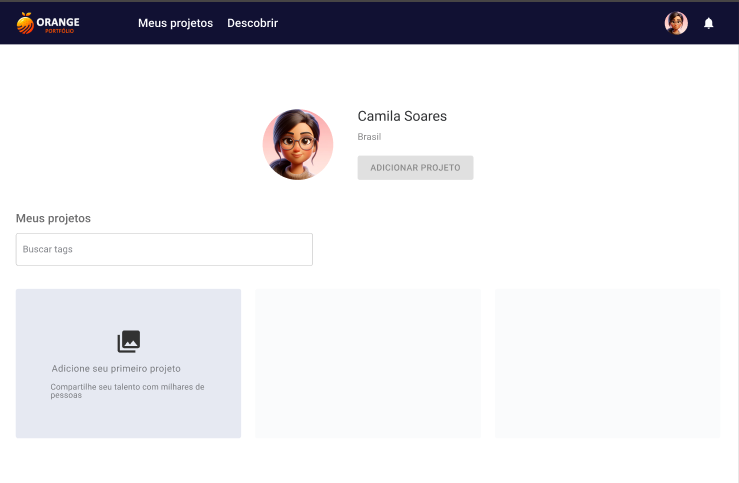 ORANGE
PORTFÓLIO
Meus projetos
Descobrir
Camila Soares
Brasil
ADICIONAR PROJETO
Meus projetos
Buscar tags
Adicione seu primeiro projeto
Compartilhe seu talento com milhares de
pessoas